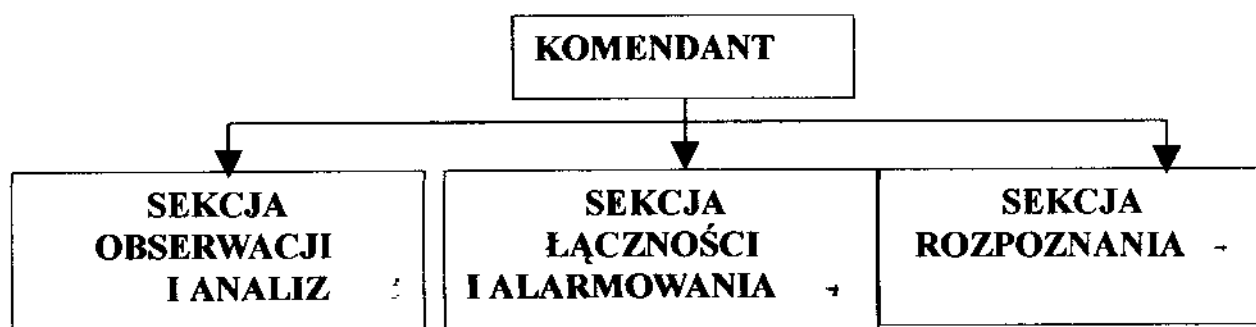 KOMENDANT
SEKCJA
OBSERWACJI
I ANALIZ
SEKCJA
ŁĄCZNOŚCI
I ALARMOWANIA
SEKCJA
ROZPOZNANIA